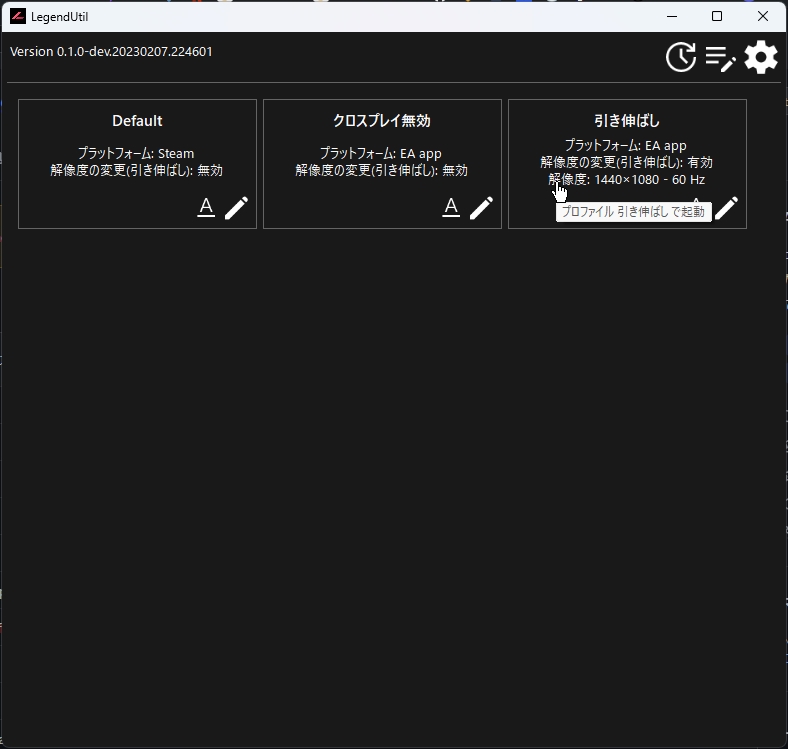 LegendUtil
Version 0.1.0-dev.20230207.224601
Default
プラットフォーム: Steam
解像度の変更(引き伸ばし): 無効
A
クロスプレイ無効
プラットフォーム: EA app
解像度の変更(引き伸ばし): 無効
A
引き伸ばし
プラットフォーム: EA app
解像度の変更(引き伸ばし): 有効
解像度: 1440×1080 - 60 Hz
プロファイル 引き伸ばし で起動